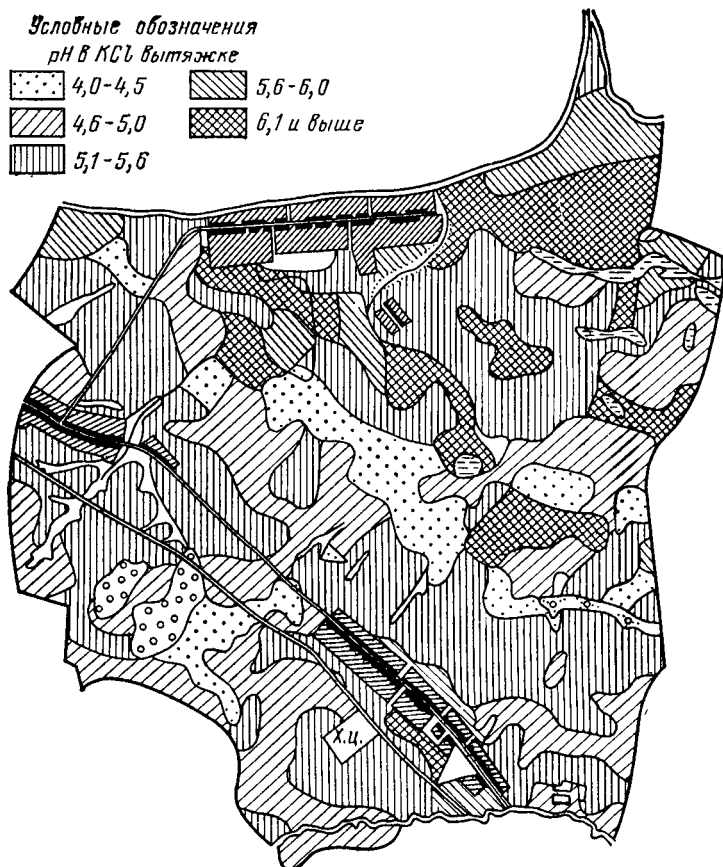 Условные обозначения
рН в KCl вытяжке
4,0-4,5
5,6-6,0
4,6-5,0
6,1 и выше
5,1-5,6
Х.ц.